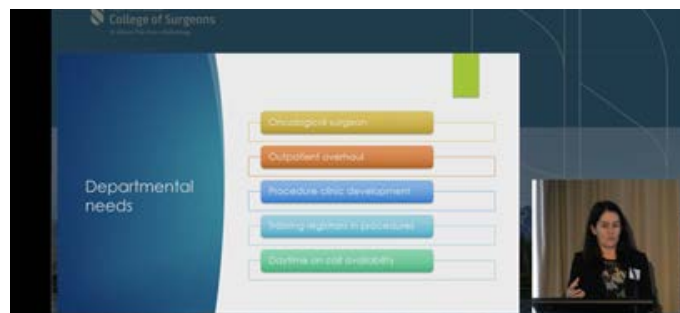 College of Surgeons
Departmental
needs
Oncological surgeon
Outpatient overhaul
Procedure clinic development
Training registrars in procedures
Daytime on call availability